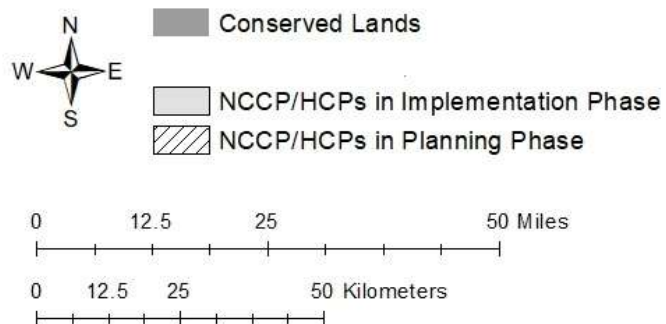 N
Conserved Lands
W E
S
NCCP/HCPs in Implementation Phase
NCCP/HCPs in Planning Phase
0 12.5 25 50 Miles
0 12.5 25 50 Kilometers